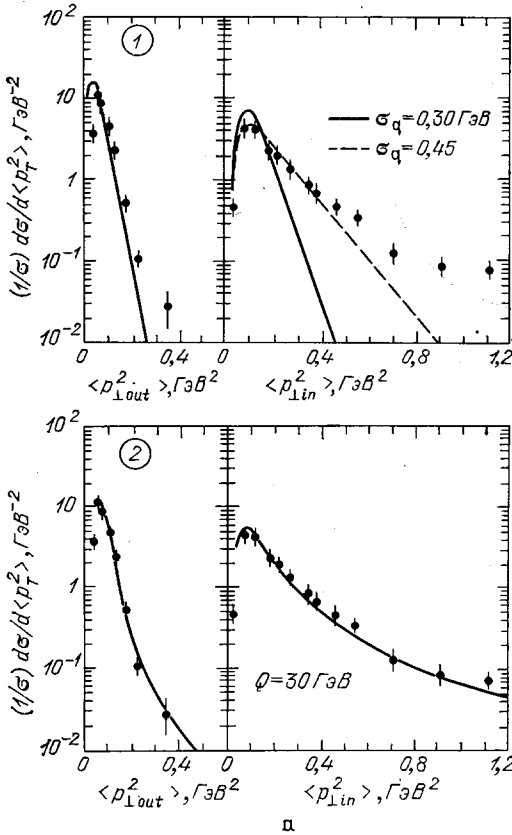 1
(1/σ) dσ/d<p_T^2>, ГэВ^-2
10^2
10
1
10^-1
10^-2
σ_q=0,30 ГэВ
σ_q=0,45
0 0,4 0 0,4 0,8 1,2
<p^2_⊥out>, ГэВ^2 <p^2_⊥in>, ГэВ^2
2
(1/σ) dσ/d<p_T^2>, ГэВ^-2
10^2
10
1
10^-1
10^-2
Q=30 ГэВ
0 0,4 0 0,4 0,8 1,2
<p^2_⊥out>, ГэВ^2 <p^2_⊥in>, ГэВ^2
а